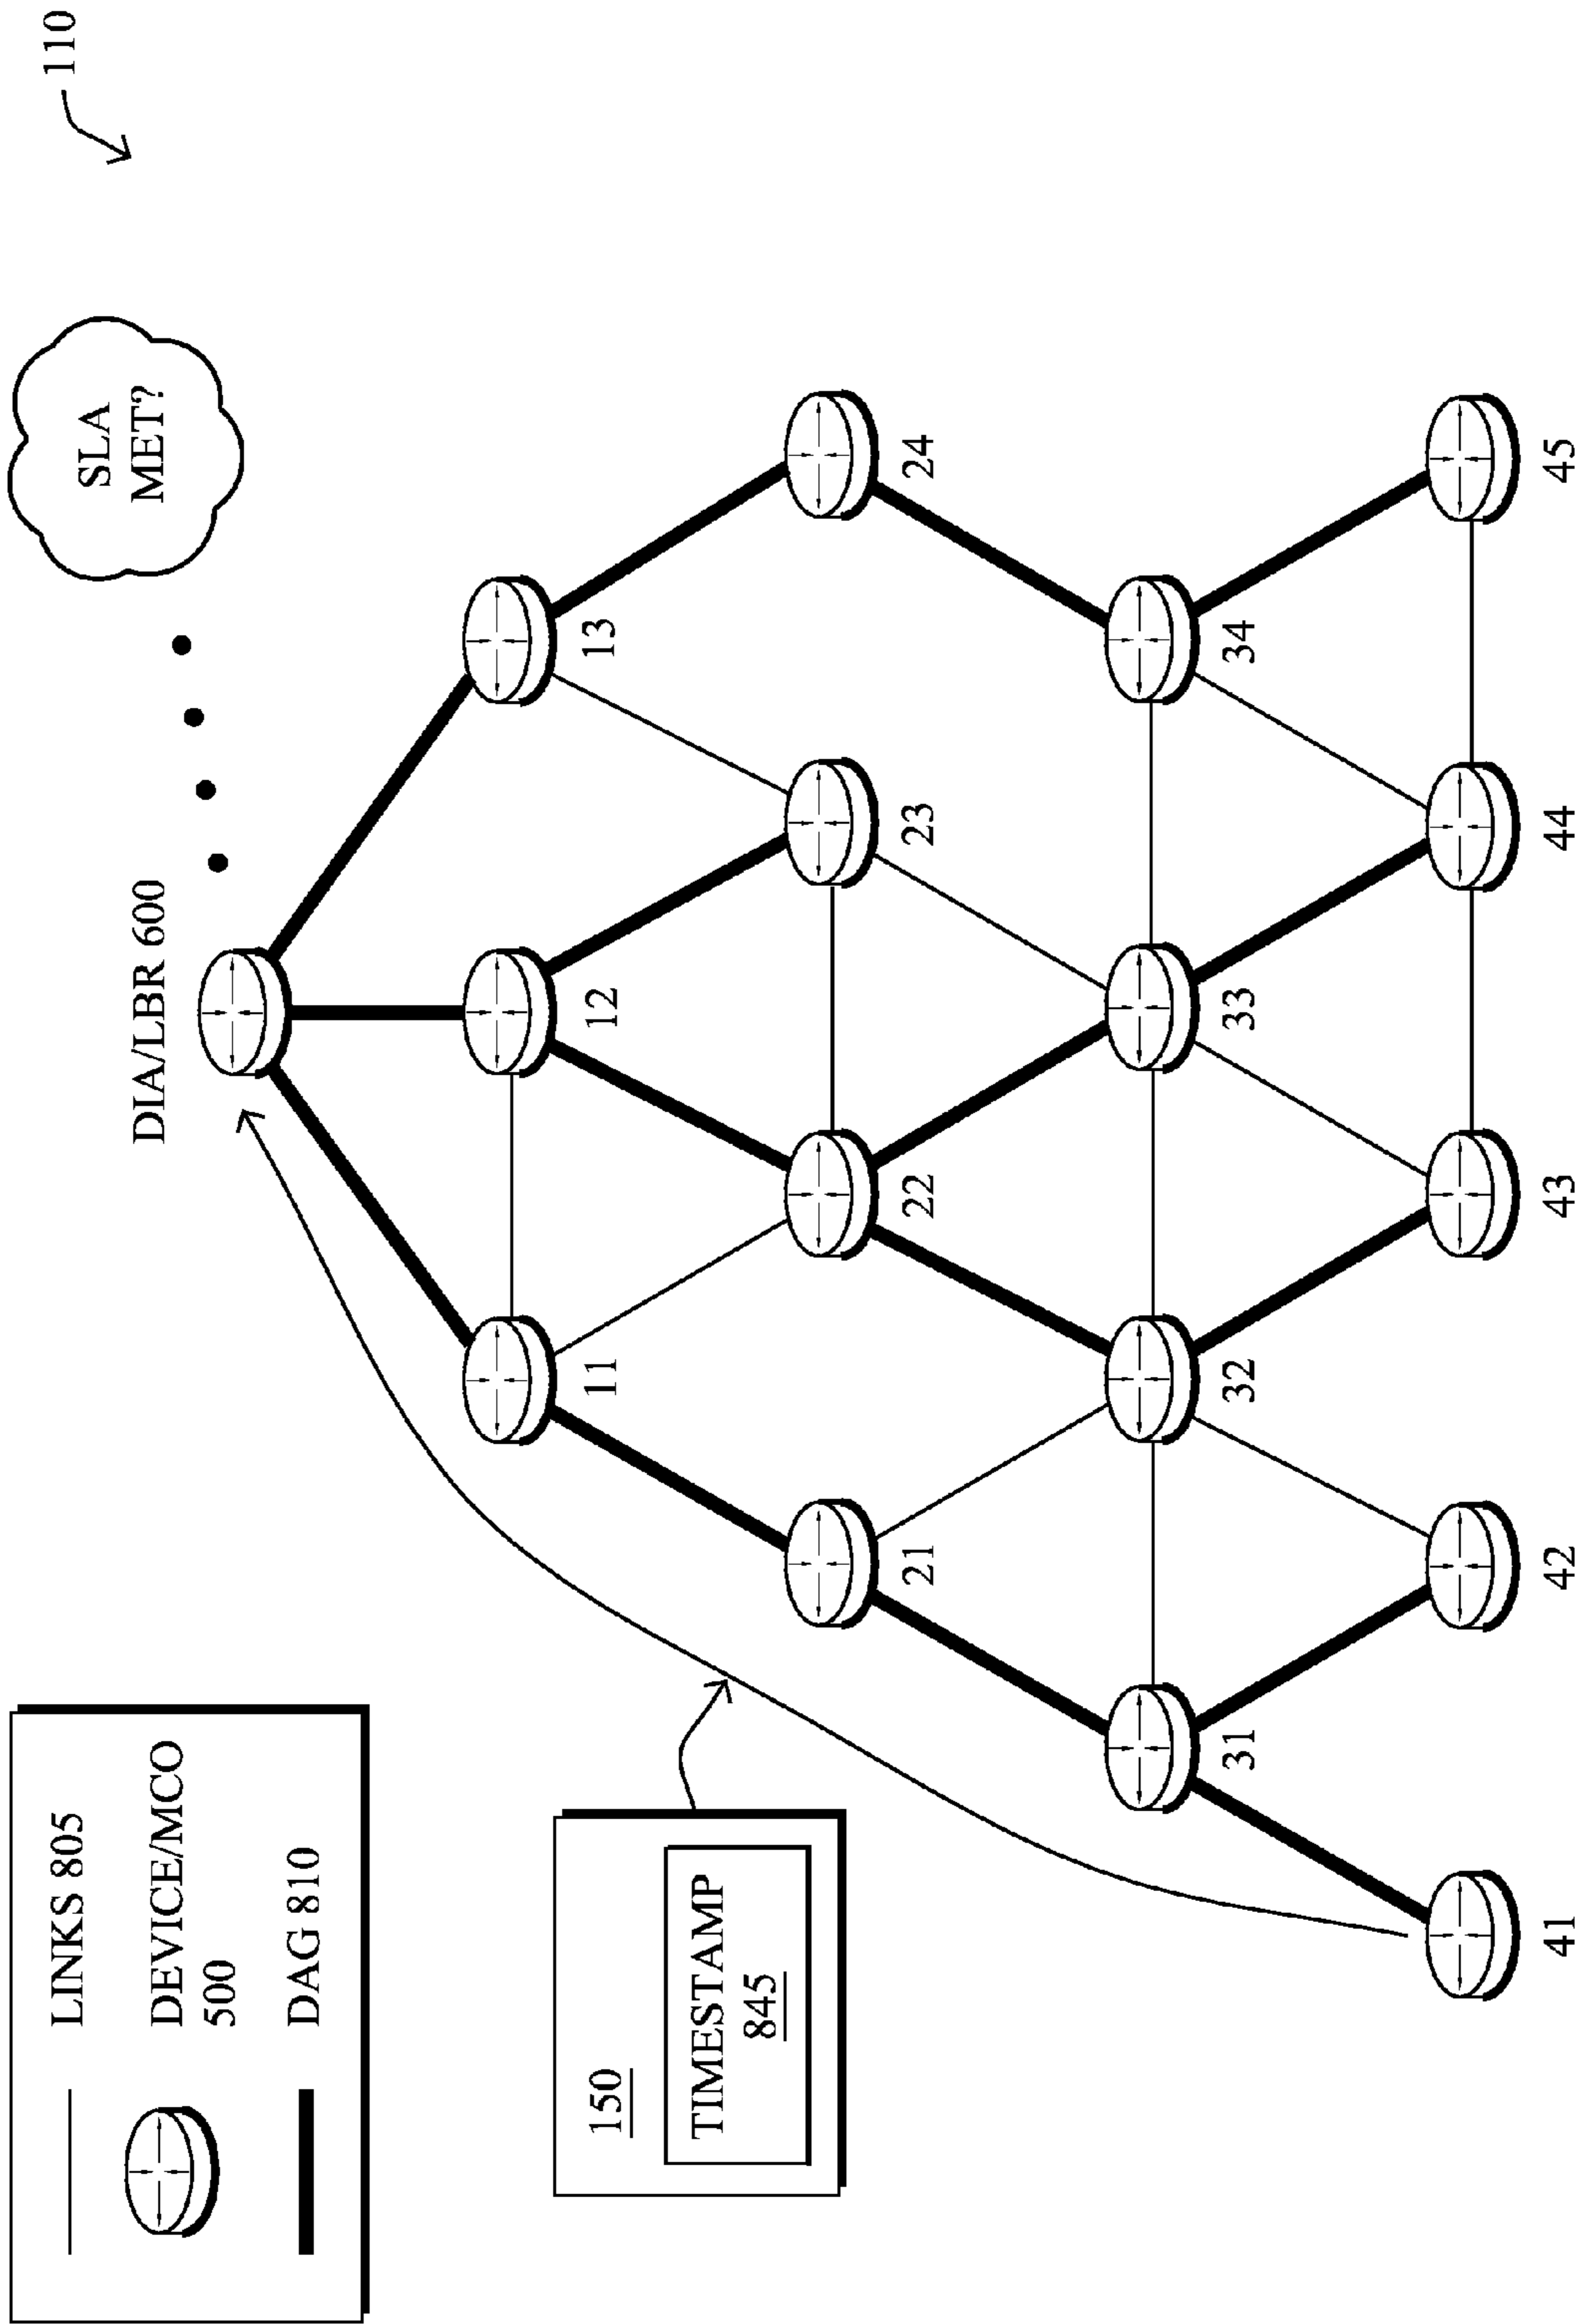 110
SLA
MET?
DIA/LBR 600
LINKS 805
DEVICE/MCO
500
DAG 810
150
TIMESTAMP
845
11
12
13
21
22
23
24
31
32
33
34
41
42
43
44
45